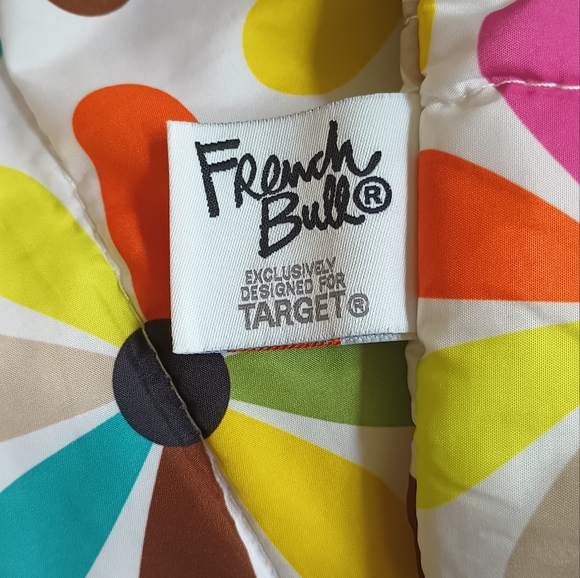 French
Bull®
EXCLUSIVELY
DESIGNED FOR
TARGET®